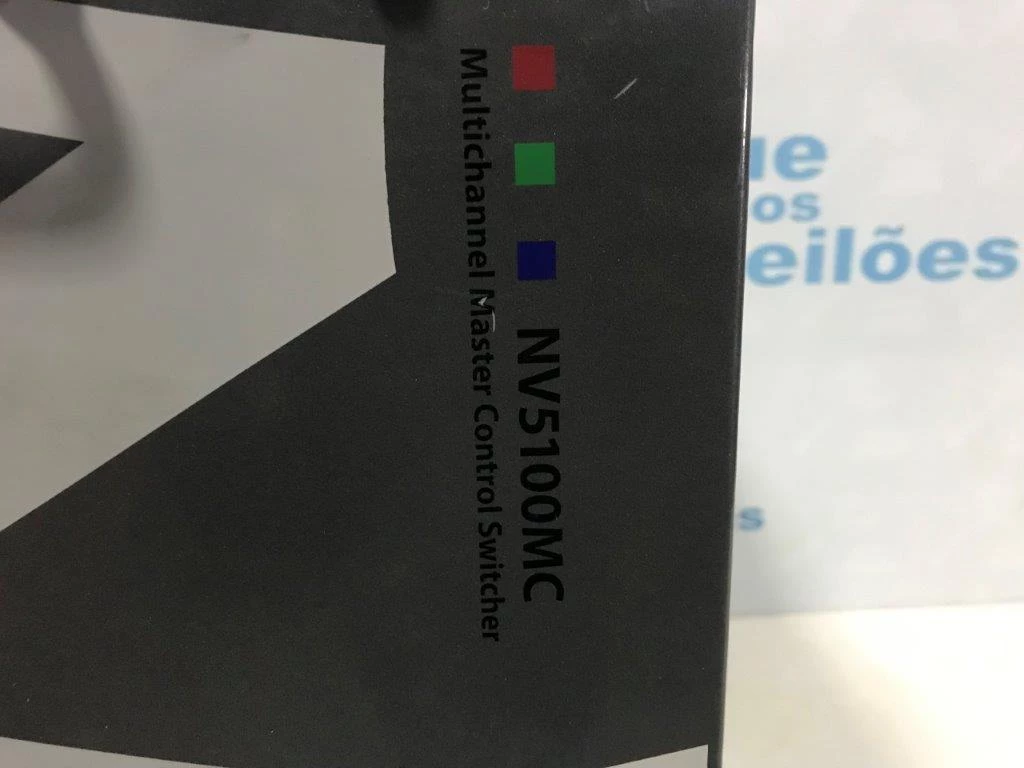 NV5100MC
Multichannel Master Control Switcher
ue
os
eilões
s